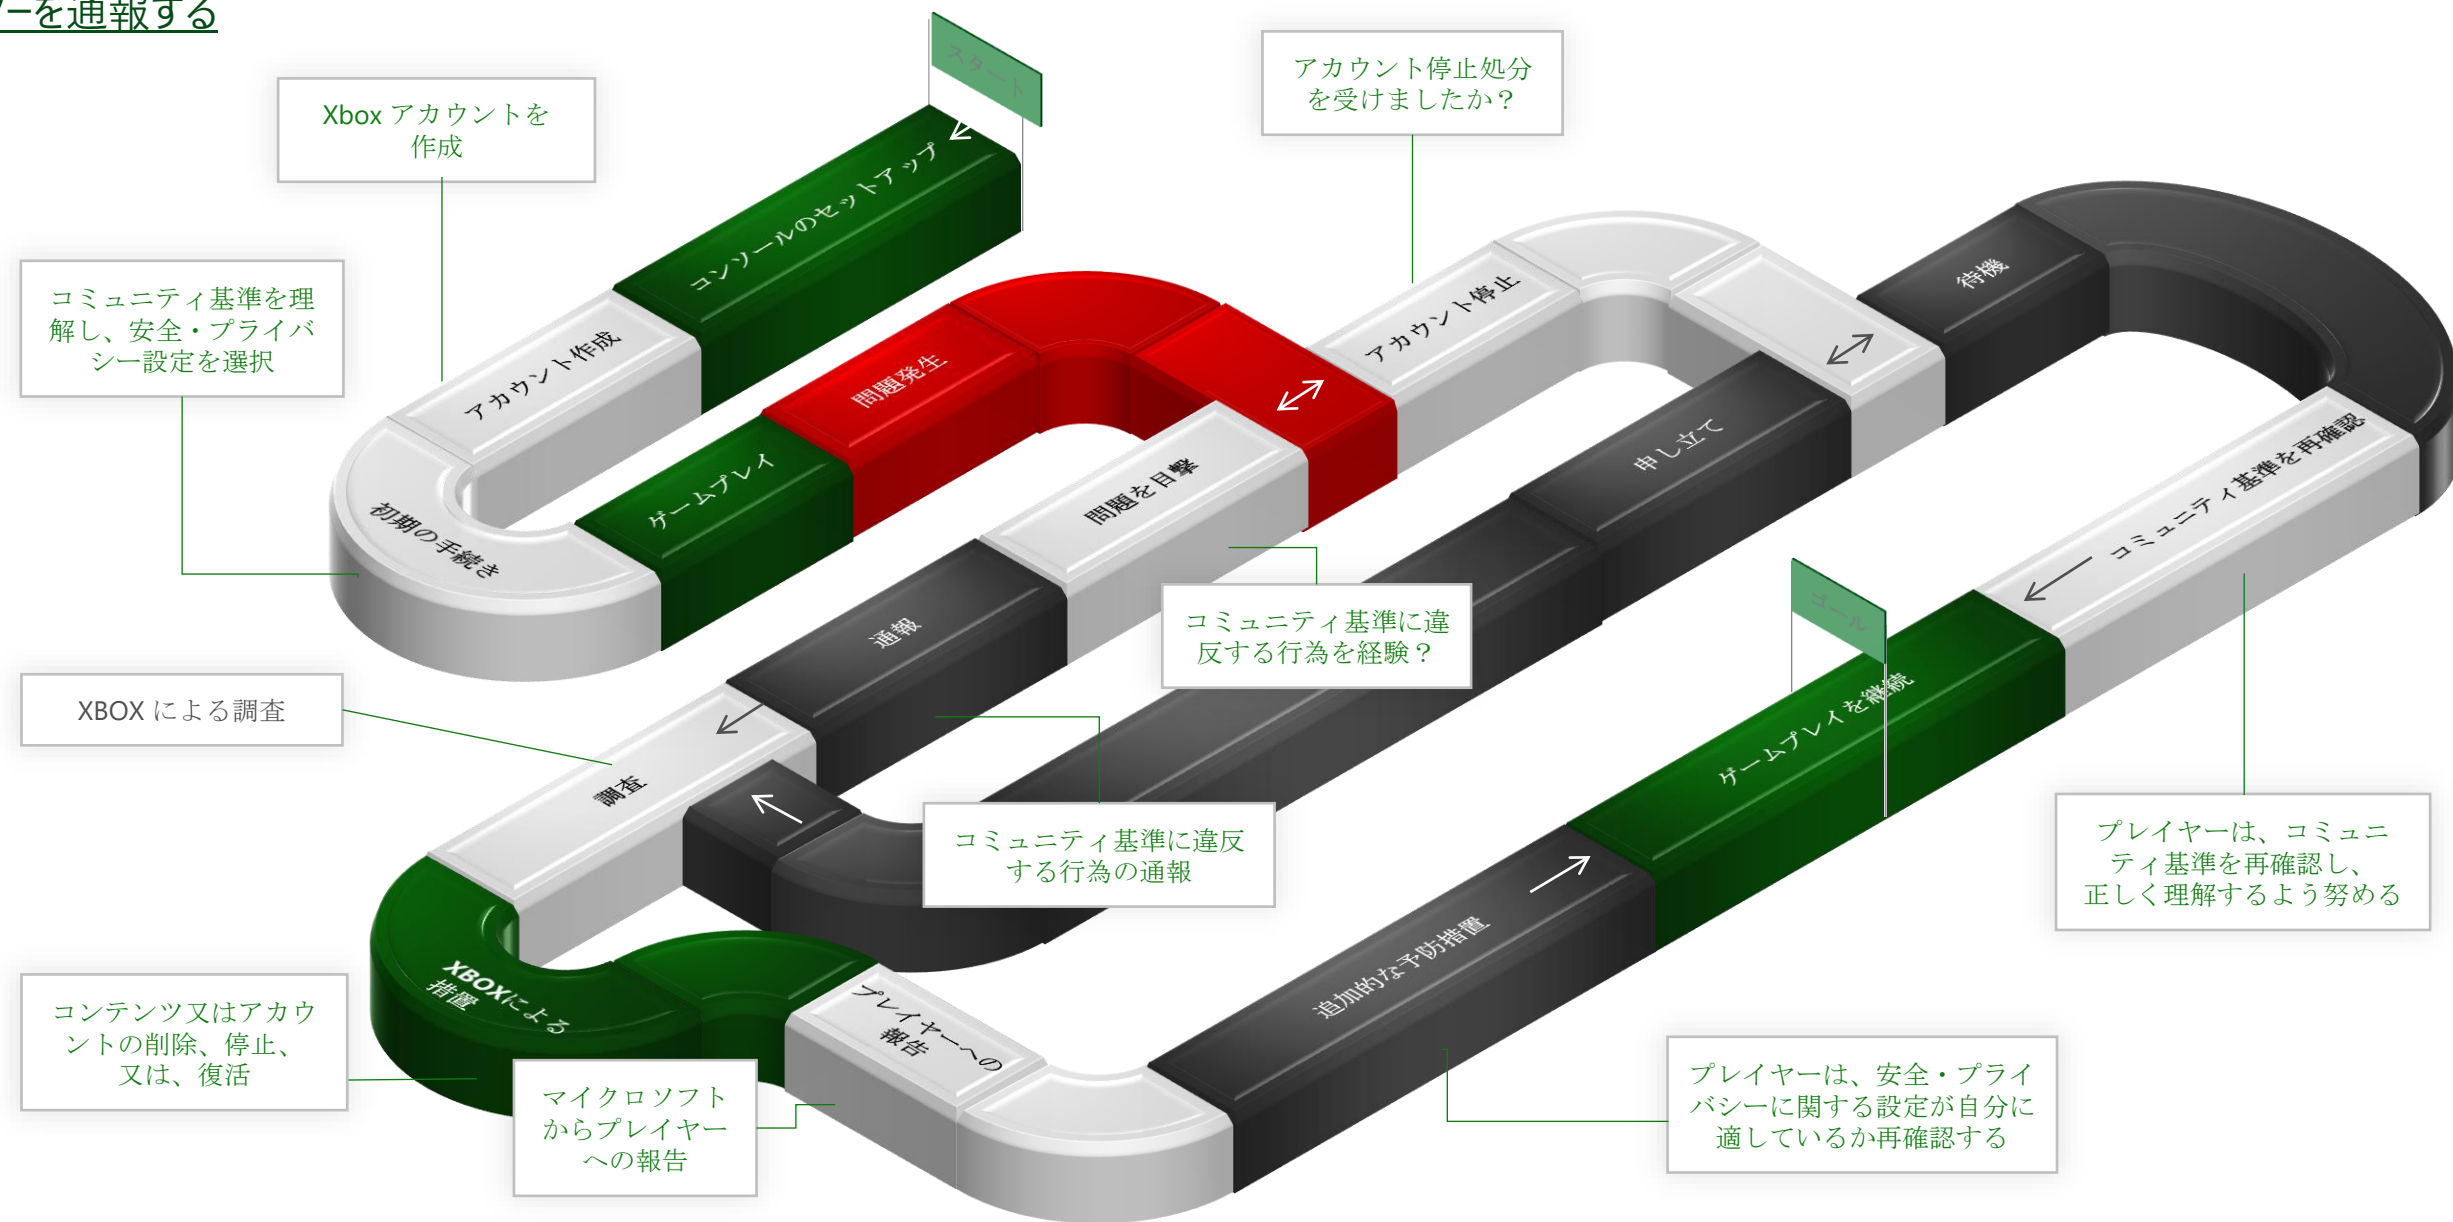 ーを通報する
スタート
アカウント停止処分
を受けましたか？
Xbox アカウントを
作成
コンソールのセットアップ
コミュニティ基準を理
解し、安全・プライバ
シー設定を選択
アカウント作成
初期の手続き
ゲームプレイ
問題発生
アカウント停止
待機
問題を目撃
申し立て
コミュニティ基準を再確認
通報
コミュニティ基準に違
反する行為を経験？
ゴール
XBOX による調査
調査
ゲームプレイを継続
コミュニティ基準に違反
する行為の通報
プレイヤーは、コミュニ
ティ基準を再確認し、
正しく理解するよう努める
XBOXによる
措置
プレイヤーへの
報告
追加的な予防措置
コンテンツ又はアカウ
ントの削除、停止、
又は、復活
マイクロソフト
からプレイヤー
への報告
プレイヤーは、安全・プライ
バシーに関する設定が自分に
適しているか再確認する